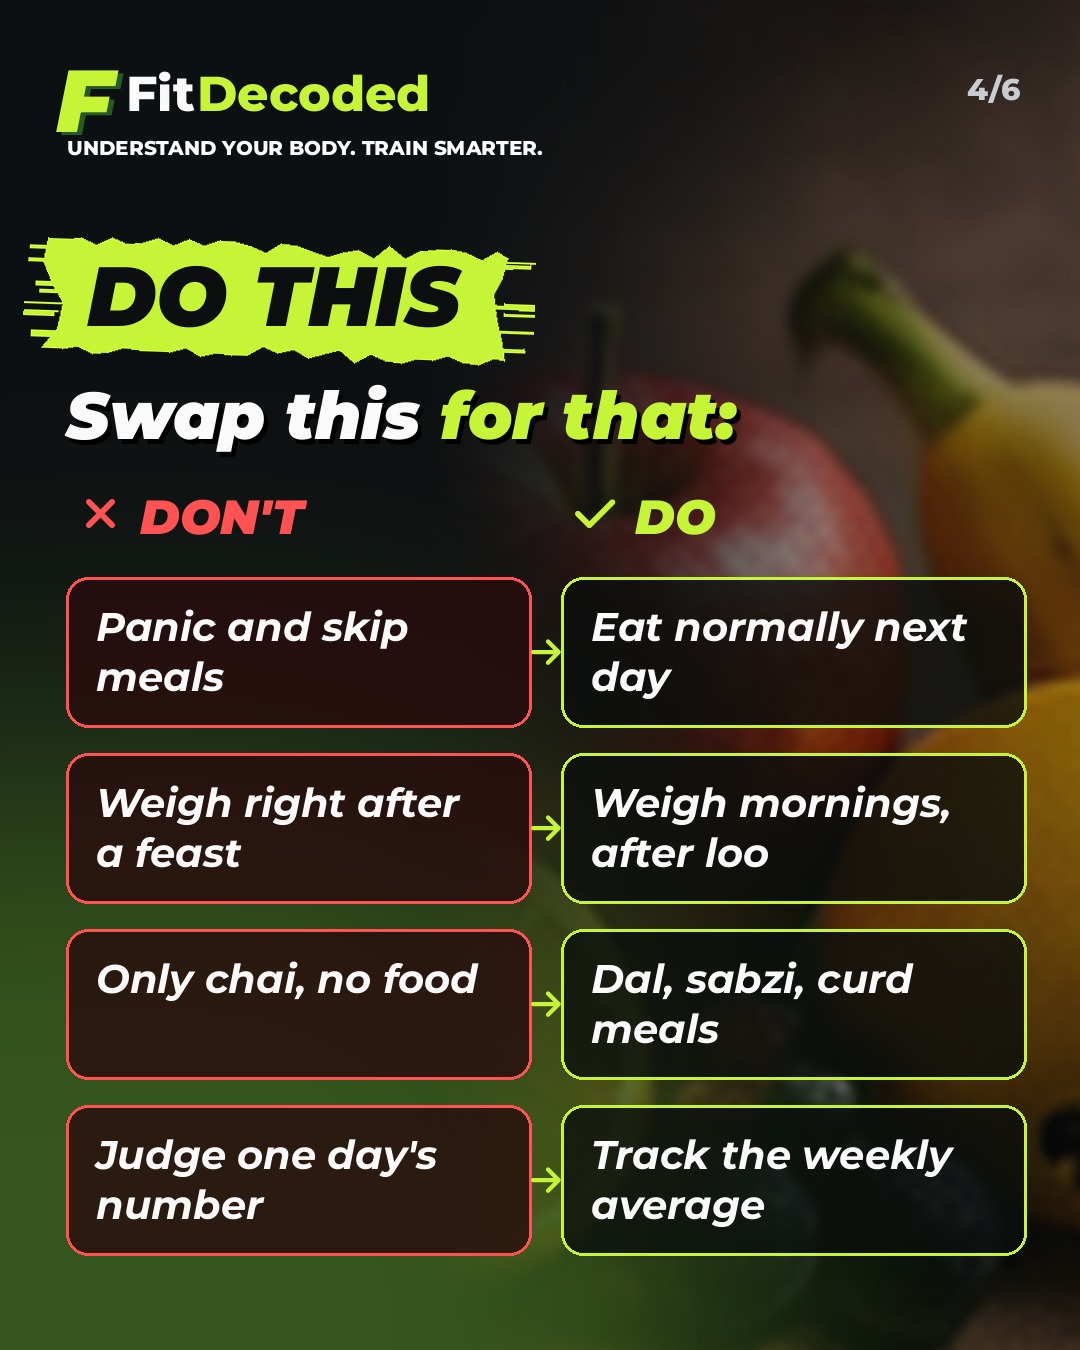 F FitDecoded
4/6
UNDERSTAND YOUR BODY. TRAIN SMARTER.
DO THIS
Swap this for that:
DON'T
DO
Panic and skip
meals
Eat normally next
day
Weigh right after
a feast
Weigh mornings,
after loo
Only chai, no food
Dal, sabzi, curd
meals
Judge one day's
number
Track the weekly
average